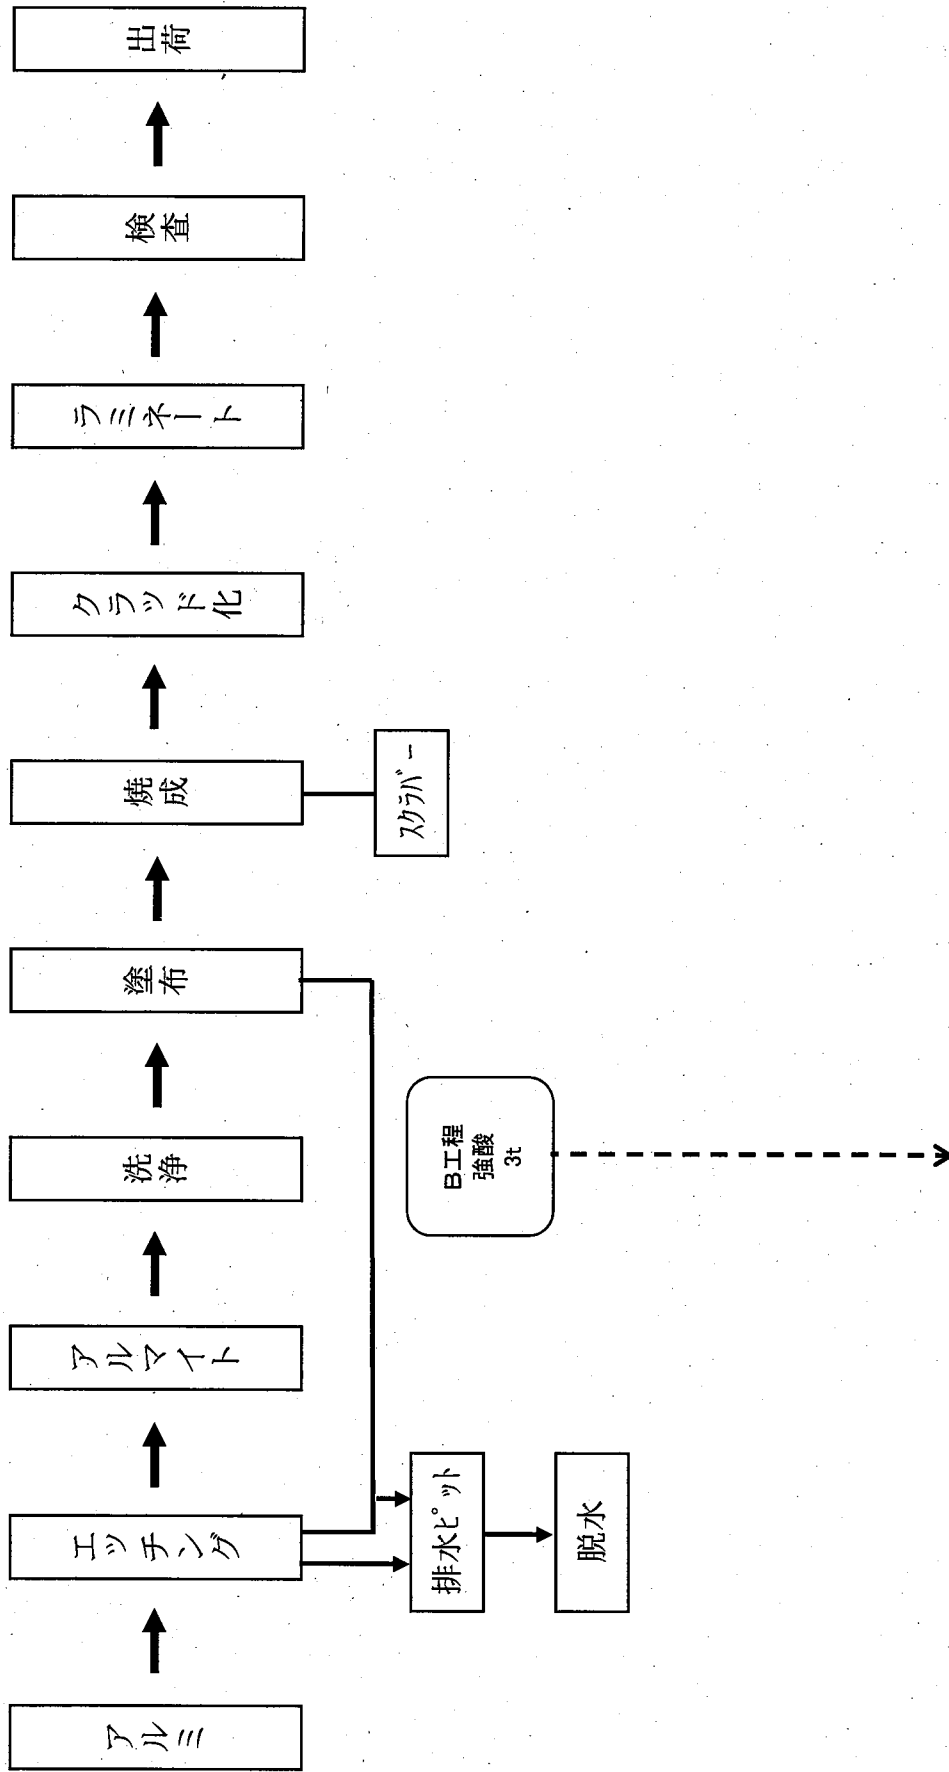 アルミ
エッチング
アルマイト
洗浄
塗布
焼成
クラッド化
ラミネート
検査
出荷
排水ピット
脱水
B工程
強酸
3t
スクラバー